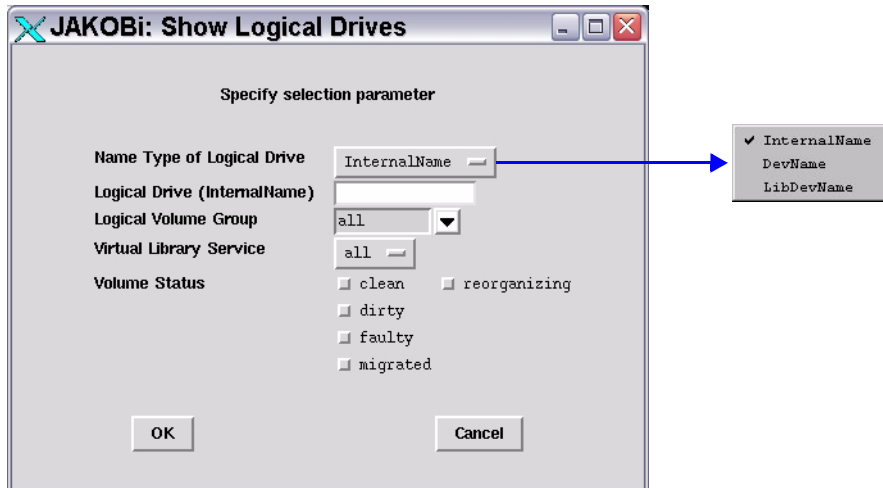 JAKOBi: Show Logical Drives
Specify selection parameter
Name Type of Logical Drive InternalName
Logical Drive (InternalName)
Logical Volume Group all
Virtual Library Service all
Volume Status clean reorganizing
dirty
faulty
migrated
OK Cancel
InternalName
DevName
LibDevName